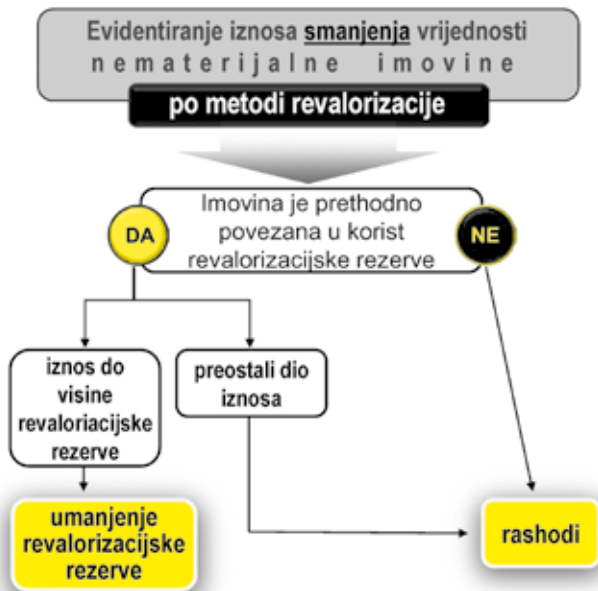 Evidentiranje iznosa smanjenja vrijednosti
nematerijalne imovine
po metodi revalorizacije
DA
Imovina je prethodno
povezana u korist
revalorizacijske rezerve
NE
iznos do
visine
revaloriacijske
rezerve
preostali dio
iznosa
umanjenje
revalorizacijske
rezerve
rashodi